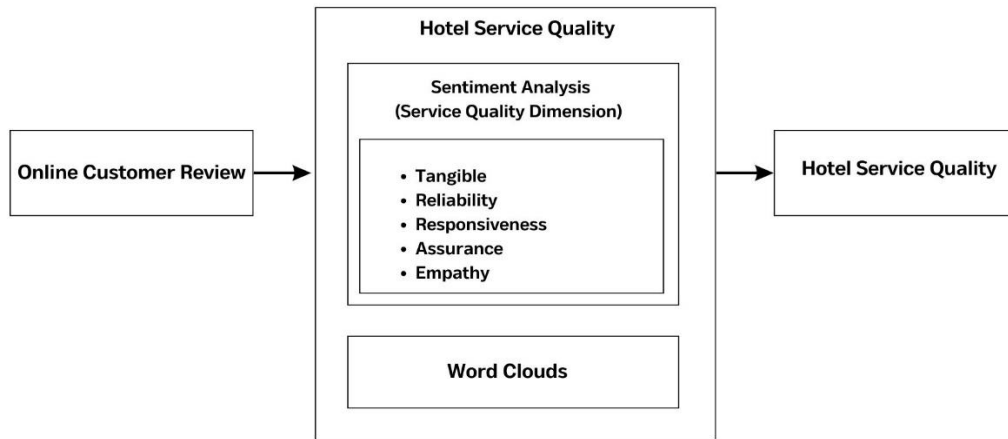 Hotel Service Quality
Sentiment Analysis
(Service Quality Dimension)
Online Customer Review
• Tangible
• Reliability
• Responsiveness
• Assurance
• Empathy
Hotel Service Quality
Word Clouds